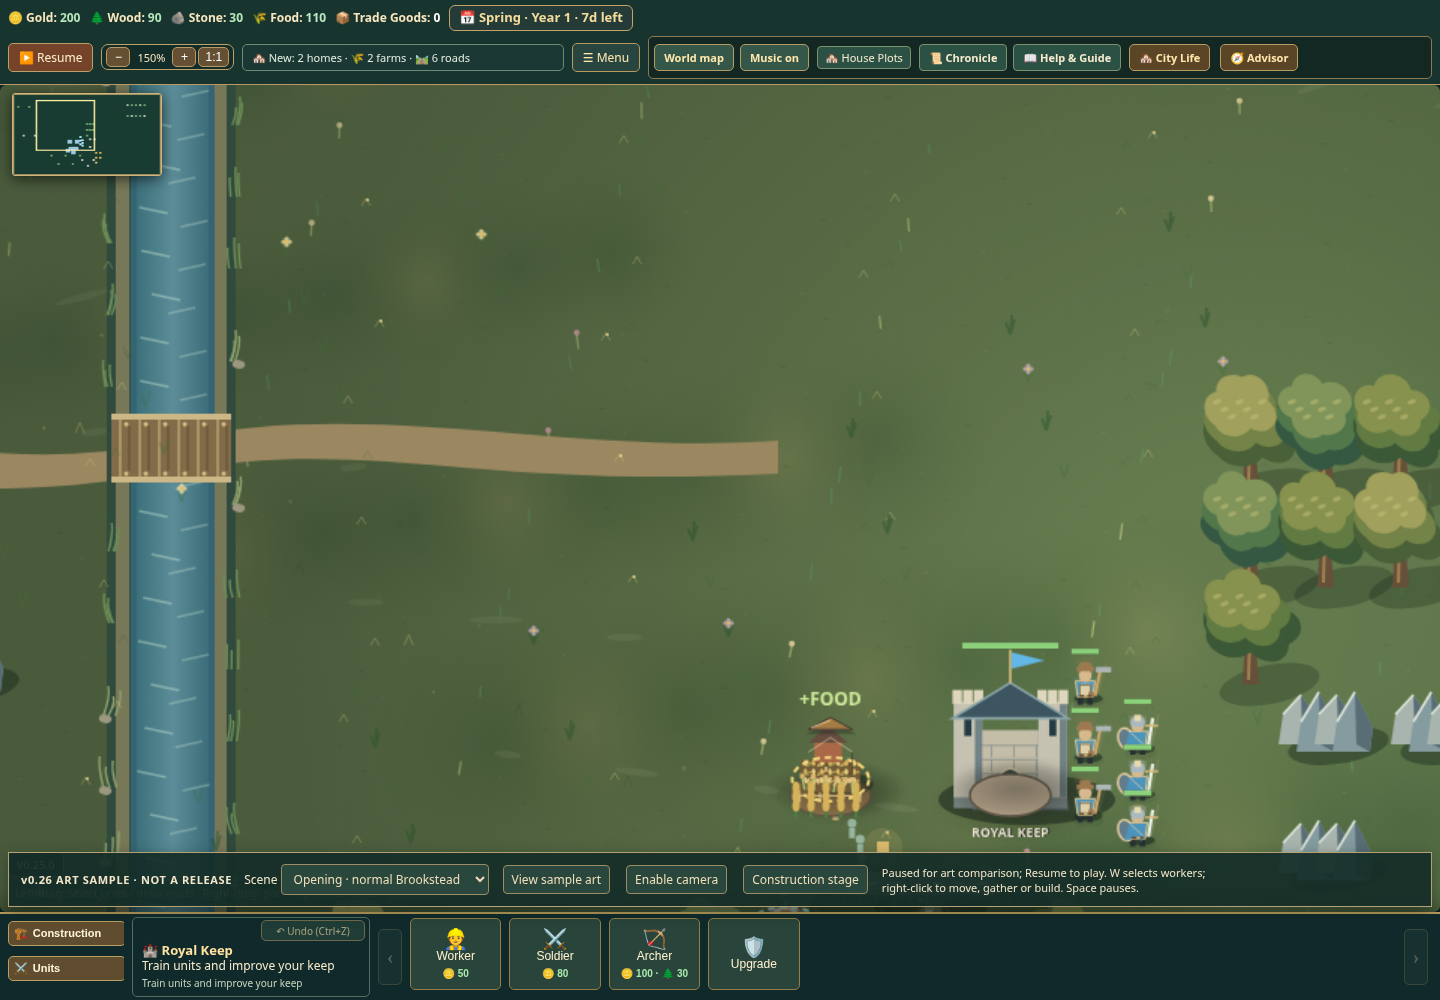 Gold: 200 Wood: 90 Stone: 30 Food: 110 Trade Goods: 0 Spring · Year 1 · 7d left
Resume − 150% + 1:1 New: 2 homes · 2 farms · 6 roads ☰ Menu World map Music on House Plots Chronicle Help & Guide City Life Advisor
+FOOD
ROYAL KEEP
v0.25.0
v0.26 ART SAMPLE · NOT A RELEASE Scene Opening · normal Brookstead View sample art Enable camera Construction stage Paused for art comparison; Resume to play. W selects workers;
right-click to move, gather or build. Space pauses.
Construction
Units
↶ Undo (Ctrl+Z)
Royal Keep
Train units and improve your keep
Train units and improve your keep
‹
Worker
50
Soldier
80
Archer
100 · 30
Upgrade
›